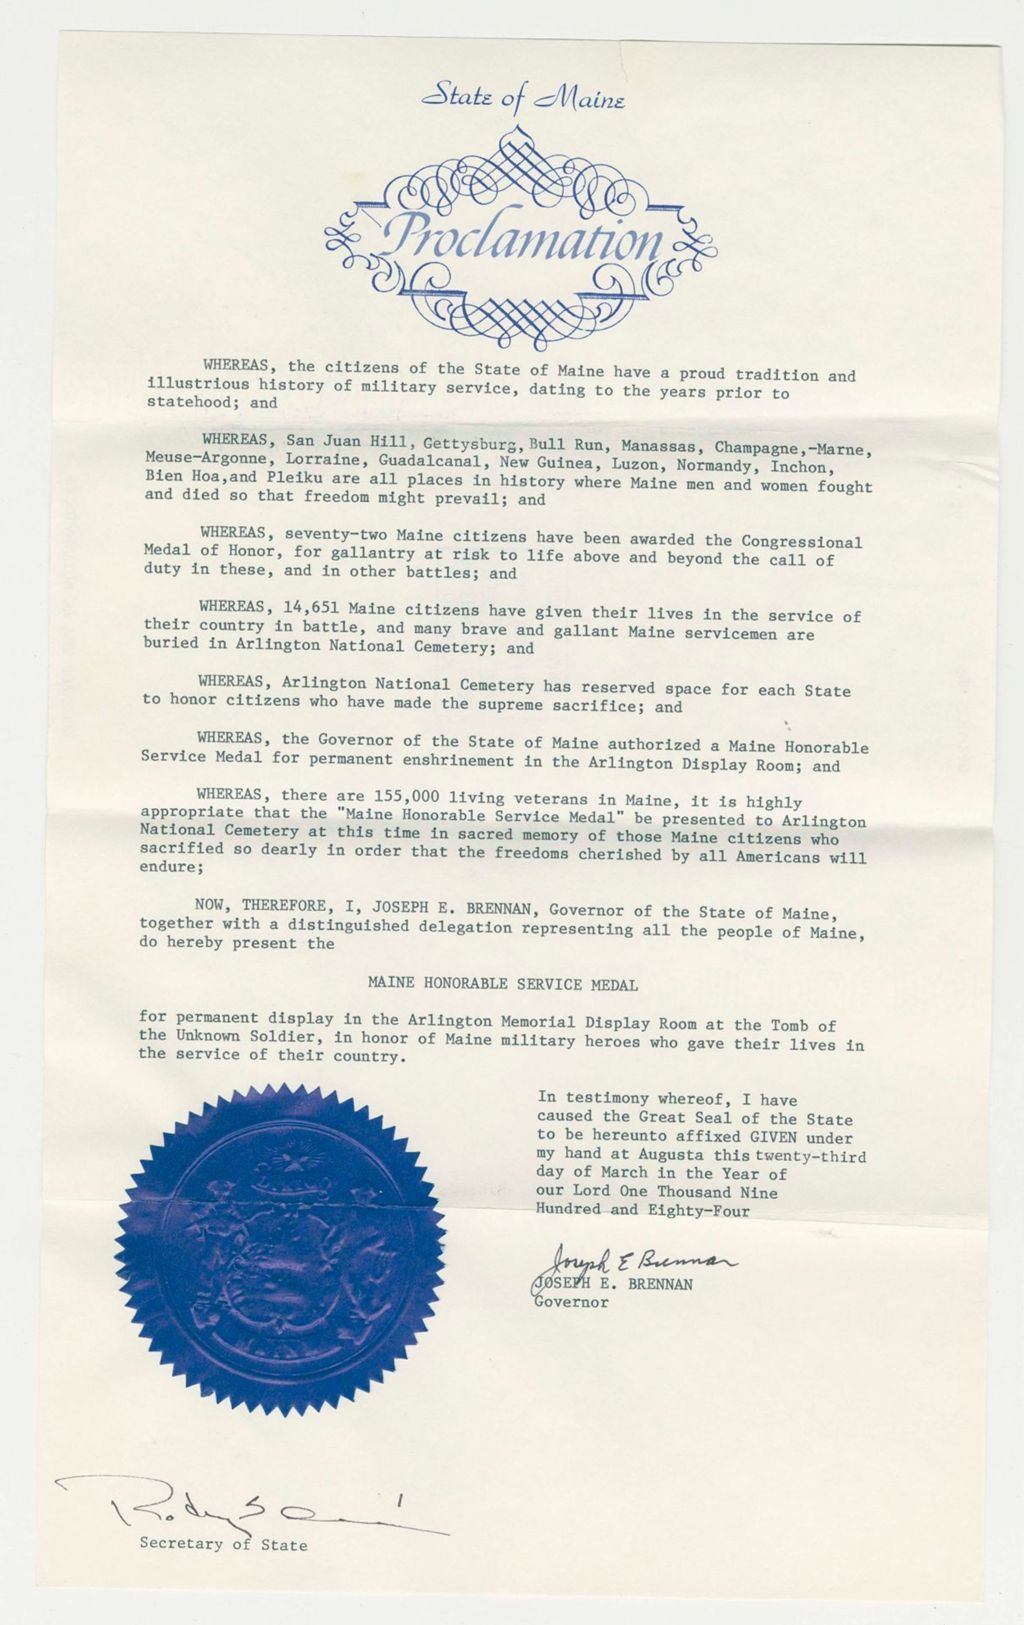 State of Maine
Proclamation
WHEREAS, the citizens of the State of Maine have a proud tradition and
illustrious history of military service, dating to the years prior to
statehood; and
WHEREAS, San Juan Hill, Gettysburg, Bull Run, Manassas, Champagne,-Marne,
Meuse-Argonne, Lorraine, Guadalcanal, New Guinea, Luzon, Normandy, Inchon,
Bien Hoa,and Pleiku are all places in history where Maine men and women fought
and died so that freedom might prevail; and
WHEREAS, seventy-two Maine citizens have been awarded the Congressional
Medal of Honor, for gallantry at risk to life above and beyond the call of
duty in these, and in other battles; and
WHEREAS, 14,651 Maine citizens have given their lives in the service of
their country in battle, and many brave and gallant Maine servicemen are
buried in Arlington National Cemetery; and
WHEREAS, Arlington National Cemetery has reserved space for each State
to honor citizens who have made the supreme sacrifice; and
WHEREAS, the Governor of the State of Maine authorized a Maine Honorable
Service Medal for permanent enshrinement in the Arlington Display Room; and
WHEREAS, there are 155,000 living veterans in Maine, it is highly
appropriate that the "Maine Honorable Service Medal" be presented to Arlington
National Cemetery at this time in sacred memory of those Maine citizens who
sacrified so dearly in order that the freedoms cherished by all Americans will
endure;
NOW, THEREFORE, I, JOSEPH E. BRENNAN, Governor of the State of Maine,
together with a distinguished delegation representing all the people of Maine,
do hereby present the
MAINE HONORABLE SERVICE MEDAL
for permanent display in the Arlington Memorial Display Room at the Tomb of
the Unknown Soldier, in honor of Maine military heroes who gave their lives in
the service of their country.
In testimony whereof, I have
caused the Great Seal of the State
to be hereunto affixed GIVEN under
my hand at Augusta this twenty-third
day of March in the Year of
our Lord One Thousand Nine
Hundred and Eighty-Four
Joseph E Brennan
JOSEPH E. BRENNAN
Governor
Secretary of State